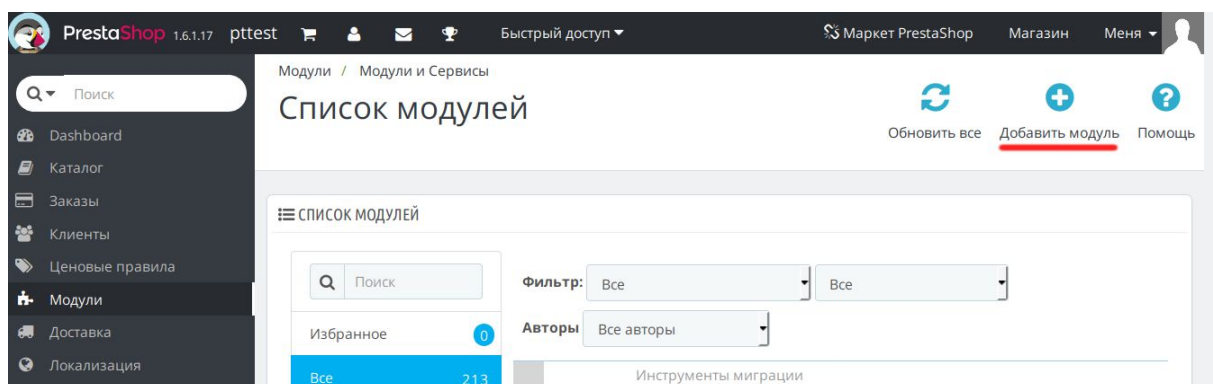 PrestaShop 1.6.1.17 pttest Быстрый доступ Маркет PrestaShop Магазин Меня
Модули / Модули и Сервисы
Список модулей
Обновить все Добавить модуль Помощь
Поиск
Dashboard
Каталог
Заказы
Клиенты
Ценовые правила
Модули
Доставка
Локализация
СПИСОК МОДУЛЕЙ
Поиск
Фильтр: Все Все
Избранное 0
Авторы Все авторы
Все 213
Инструменты миграции